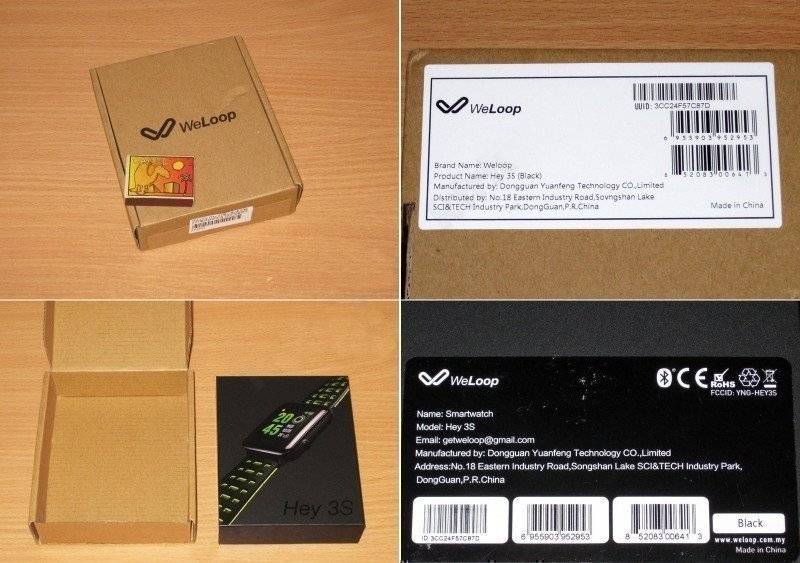 WeLoop
WeLoop
UUID: 3CC24F57C87D
6 955903 952953
6 52083 00647 3
Brand Name: Weloop
Product Name: Hey 3S (Black)
Manufactured by: Dongguan Yuanfeng Technology CO.,Limited
Distributed by: No.18 Eastern Industry Road,Sovngshan Lake
SCI&TECH Industry Park,DongGuan,P.R.China
Made in China
20
45
Hey 3S
WeLoop
CE
RoHS
FCCID: YNG-HEY3S
Name: Smartwatch
Model: Hey 3S
Email: getweloop@gmail.com
Manufactured by: Dongguan Yuanfeng Technology CO.,Limited
Address:No.18 Eastern Industry Road,Songshan Lake SCI&TECH Industry Park,
DongGuan,P.R.China
ID:3CC24F57C87D
6 955903 952953
8 52083 00641 3
Black
www.weloop.com.my
Made in China